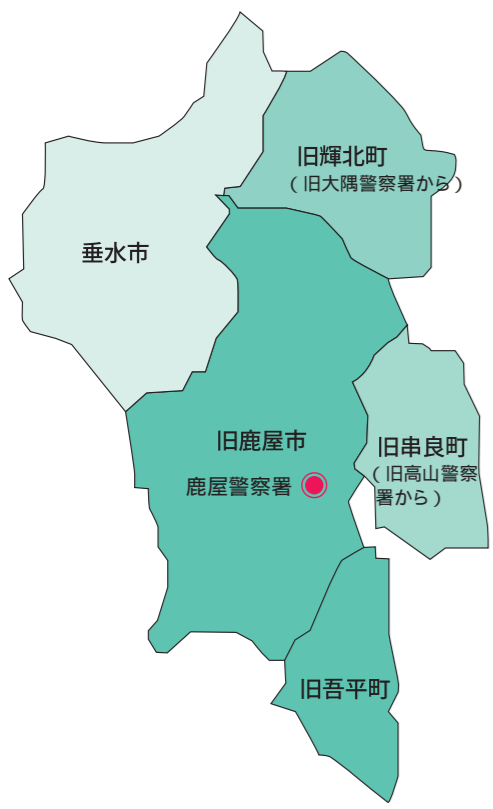 旧輝北町
(旧大隅警察署から)
垂水市
旧鹿屋市
鹿屋警察署
旧串良町
(旧高山警察
署から)
旧吾平町